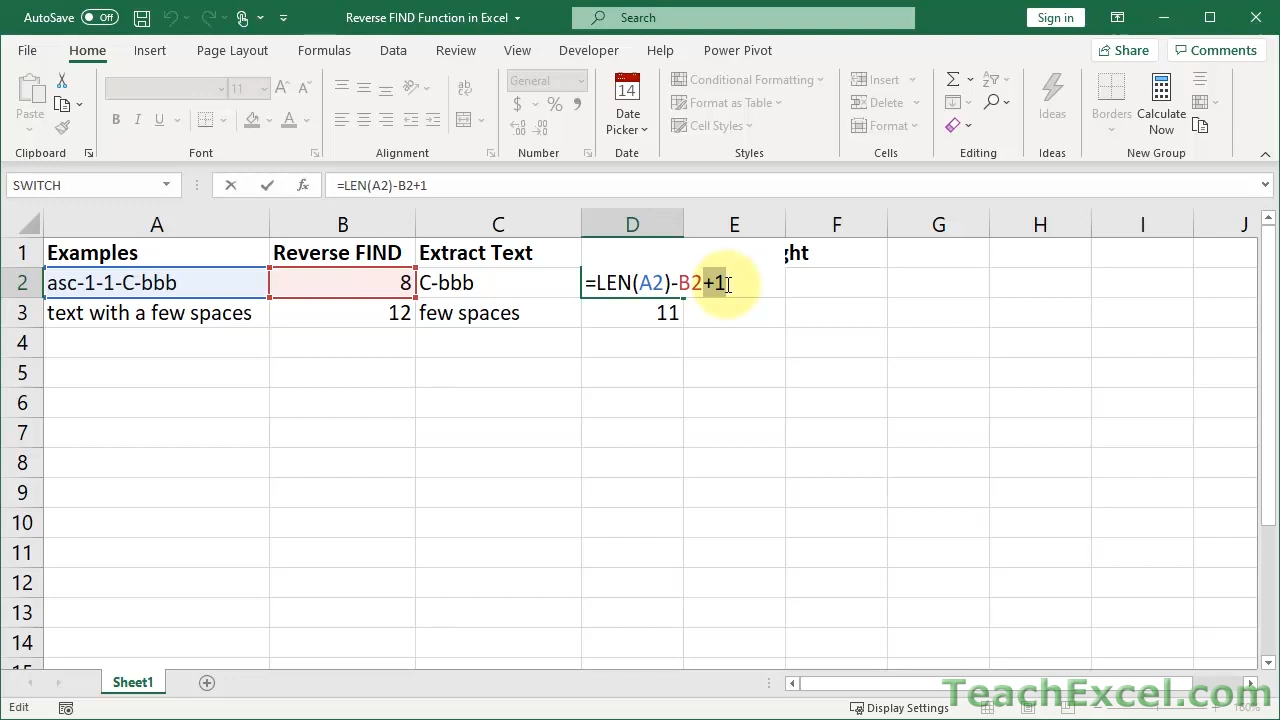 AutoSave Off Reverse FIND Function in Excel Search Sign in
File Home Insert Page Layout Formulas Data Review View Developer Help Power Pivot Share Comments
Paste
11
B I U A
General
$ % 9
Conditional Formatting
Format as Table
Cell Styles
14
Date
Picker
Insert
Delete
Format
Ideas
Borders
Calculate
Now
Clipboard Font Alignment Number Date Styles Cells Editing Ideas New Group
SWITCH fx =LEN(A2)-B2+1
A B C D E F G H I J
1 Examples Reverse FIND Extract Text ght
2 asc-1-1-C-bbb 8 C-bbb =LEN(A2)-B2+1
3 text with a few spaces 12 few spaces 11
4
5
6
7
8
9
10
11
12
13
14
15
Sheet1
TeachExcel.com
Edit Display Settings 100%